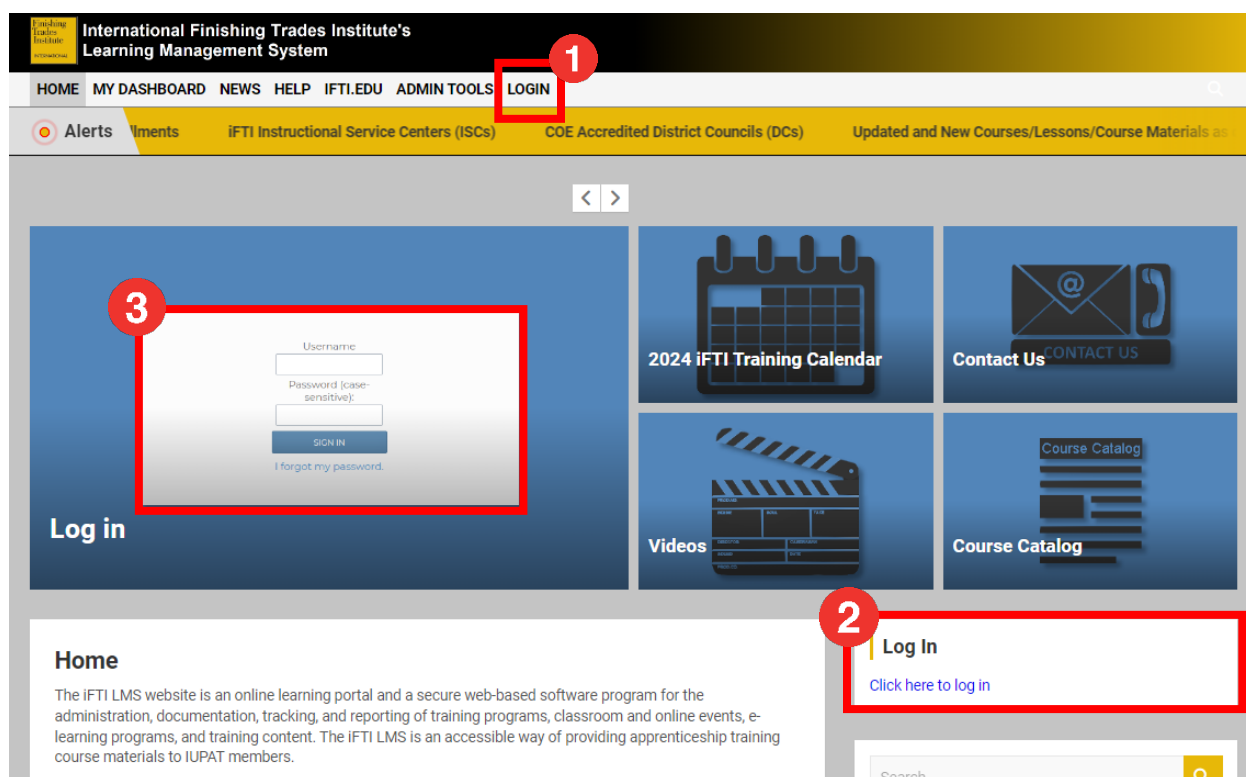 Finishing
Trades
Institute
INTERNATIONAL
International Finishing Trades Institute's
Learning Management System
1
HOME MY DASHBOARD NEWS HELP IFTI.EDU ADMIN TOOLS LOGIN
Alerts llments iFTI Instructional Service Centers (ISCs) COE Accredited District Councils (DCs) Updated and New Courses/Lessons/Course Materials as
3
Username
Password (case-
sensitive):
SIGN IN
I forgot my password.
Log in
2024 iFTI Training Calendar
@
CONTACT US
Contact Us
Videos
Course Catalog
Course Catalog
2
Log In
Click here to log in
Home
The iFTI LMS website is an online learning portal and a secure web-based software program for the
administration, documentation, tracking, and reporting of training programs, classroom and online events, e-
learning programs, and training content. The iFTI LMS is an accessible way of providing apprenticeship training
course materials to IUPAT members.
Search